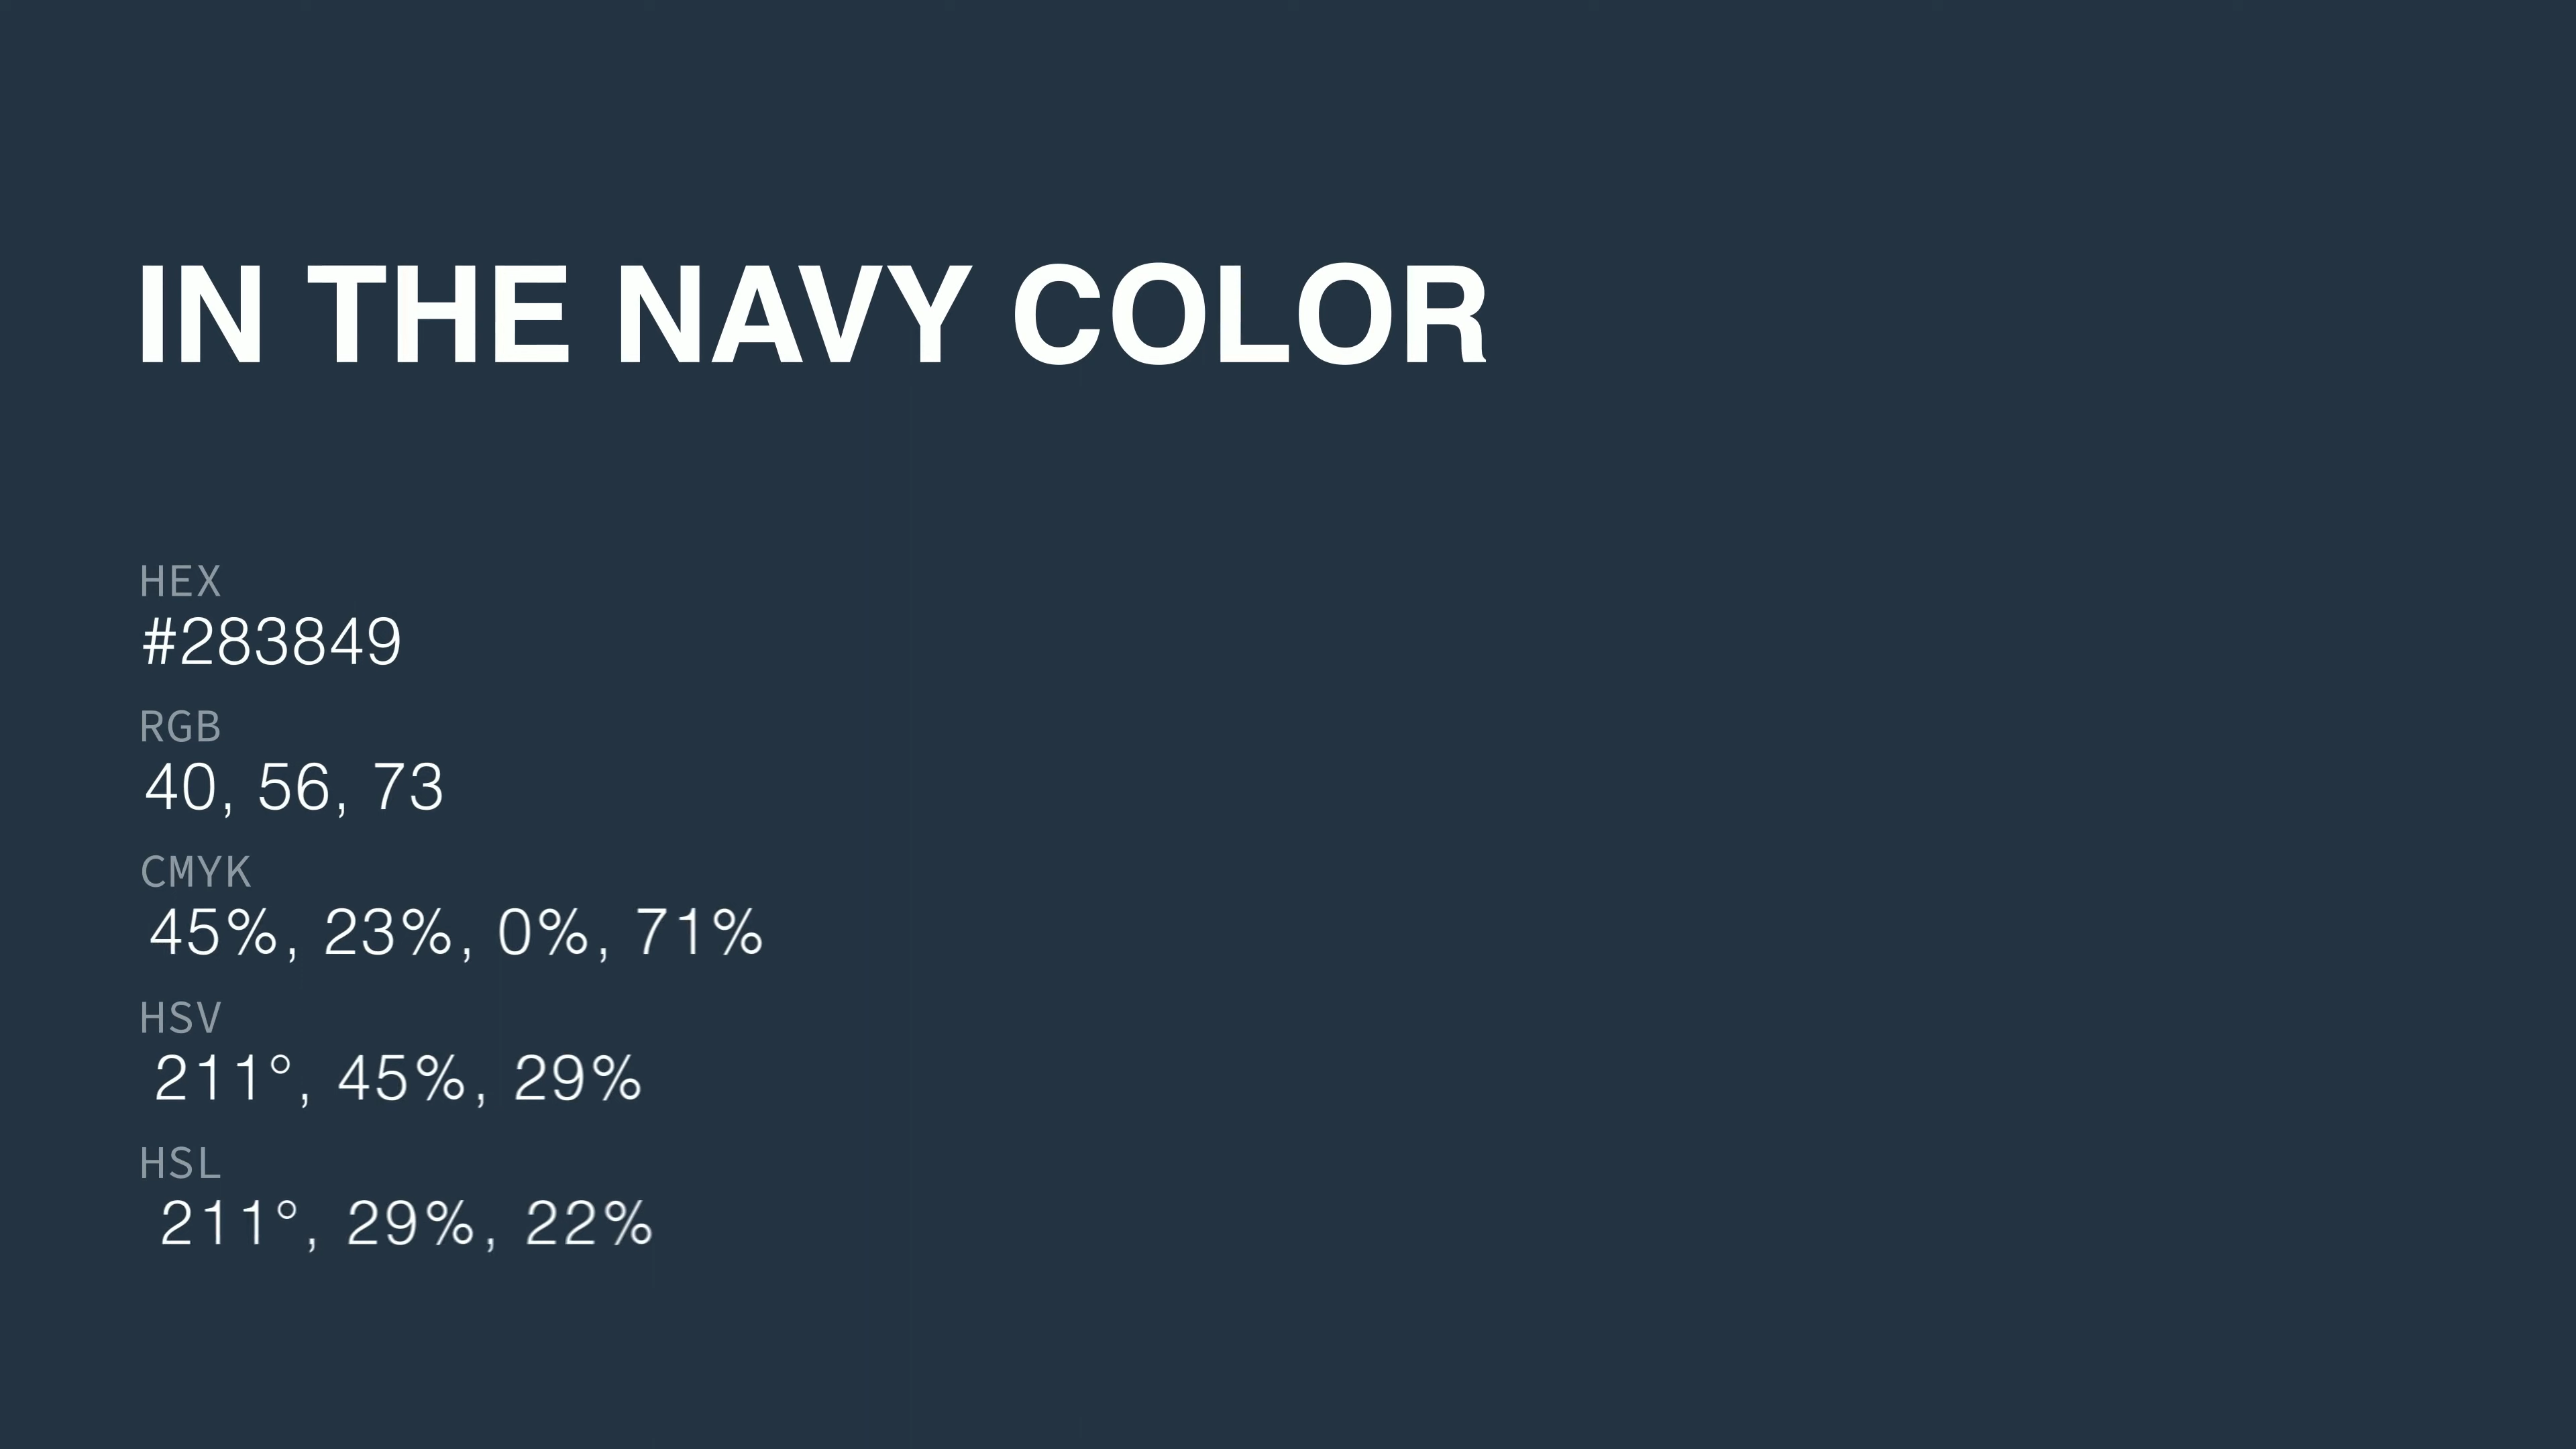 IN THE NAVY COLOR
HEX
#283849
RGB
40, 56, 73
CMYK
45%, 23%, 0%, 71%
HSV
211°, 45%, 29%
HSL
211°, 29%, 22%